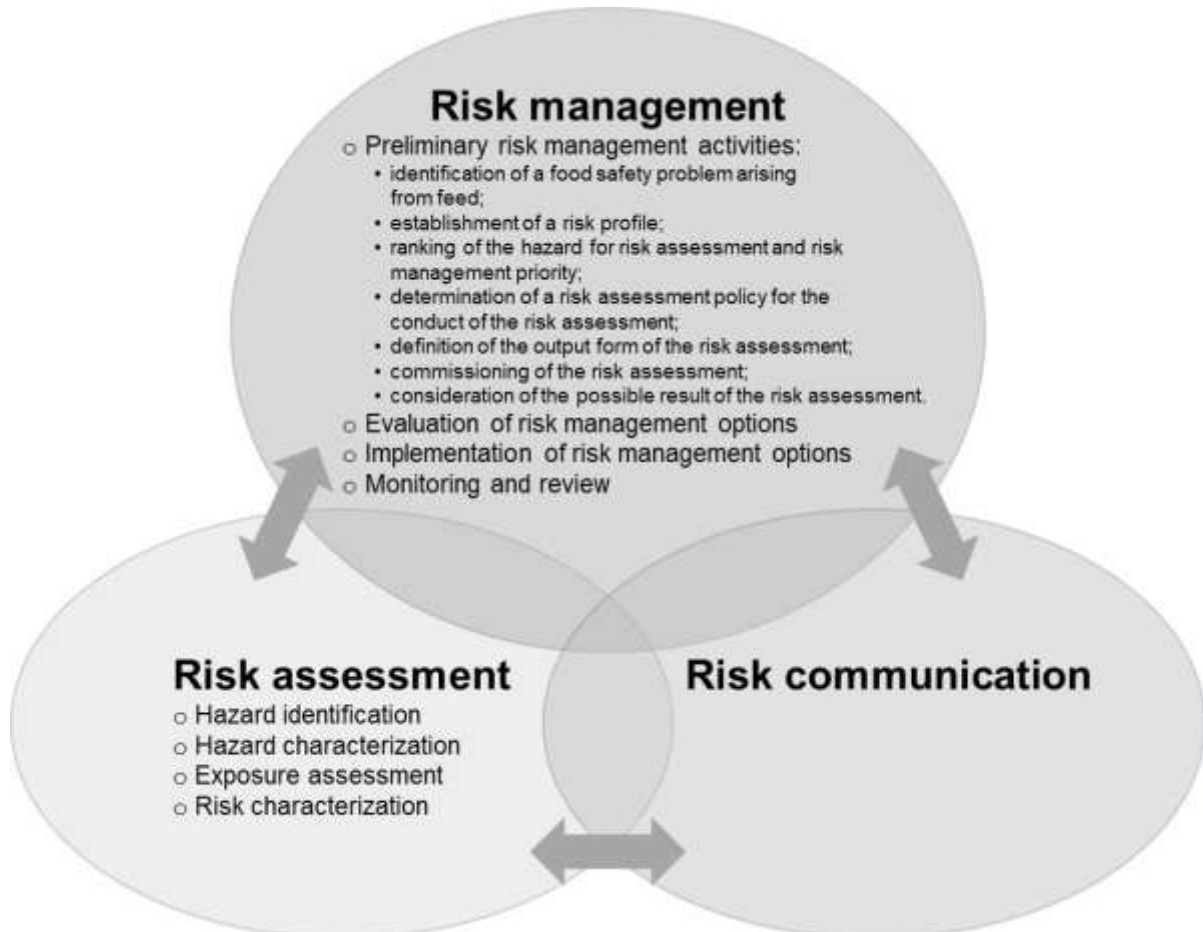 Risk management
o Preliminary risk management activities:
• identification of a food safety problem arising
from feed;
• establishment of a risk profile;
• ranking of the hazard for risk assessment and risk
management priority;
• determination of a risk assessment policy for the
conduct of the risk assessment;
• definition of the output form of the risk assessment;
• commissioning of the risk assessment;
• consideration of the possible result of the risk assessment.
o Evaluation of risk management options
o Implementation of risk management options
o Monitoring and review
Risk assessment
o Hazard identification
o Hazard characterization
o Exposure assessment
o Risk characterization
Risk communication